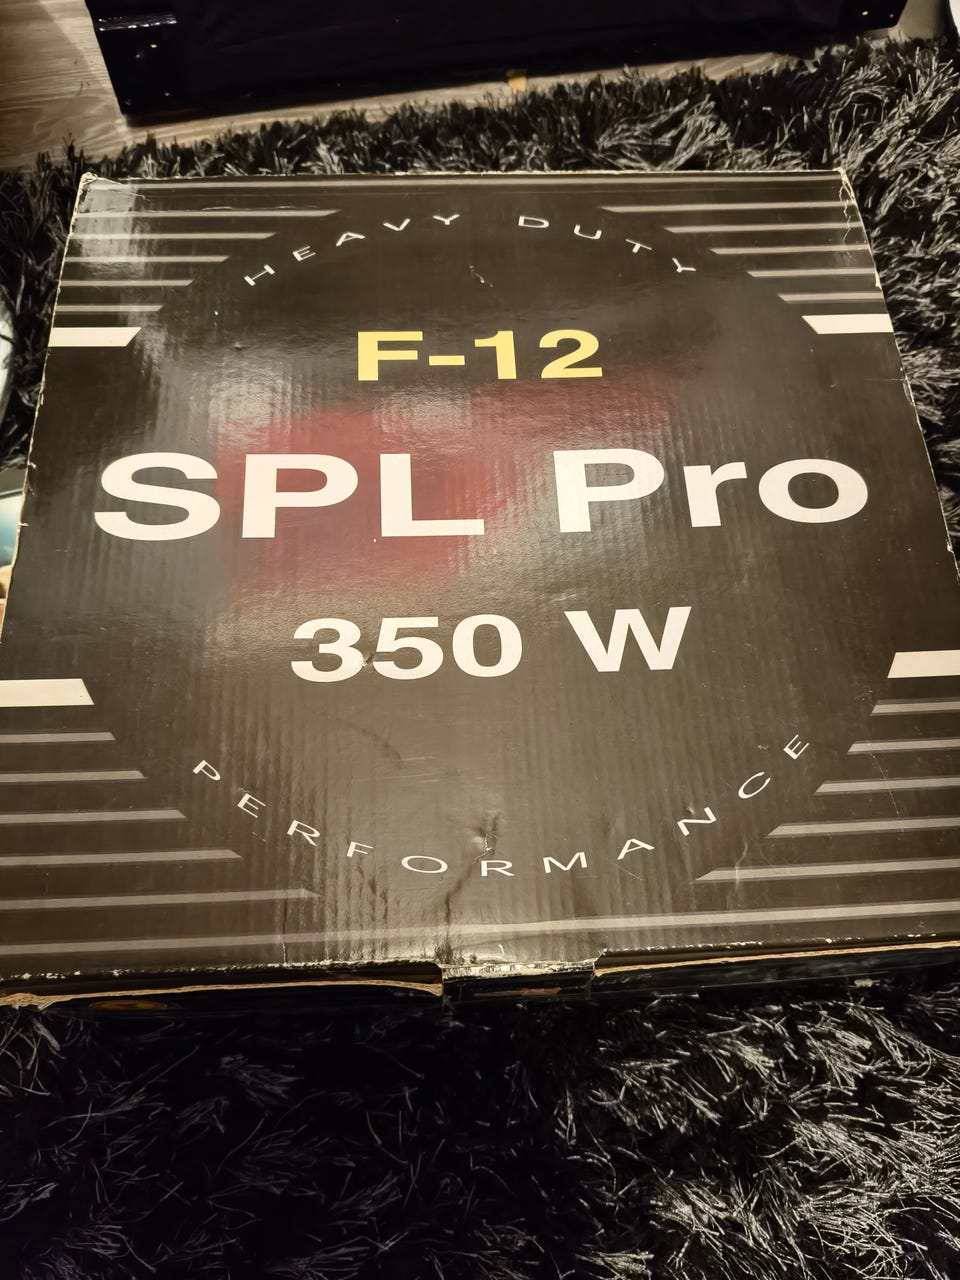 HEAVY DUTY
F-12
SPL Pro
350 W
PERFORMANCE